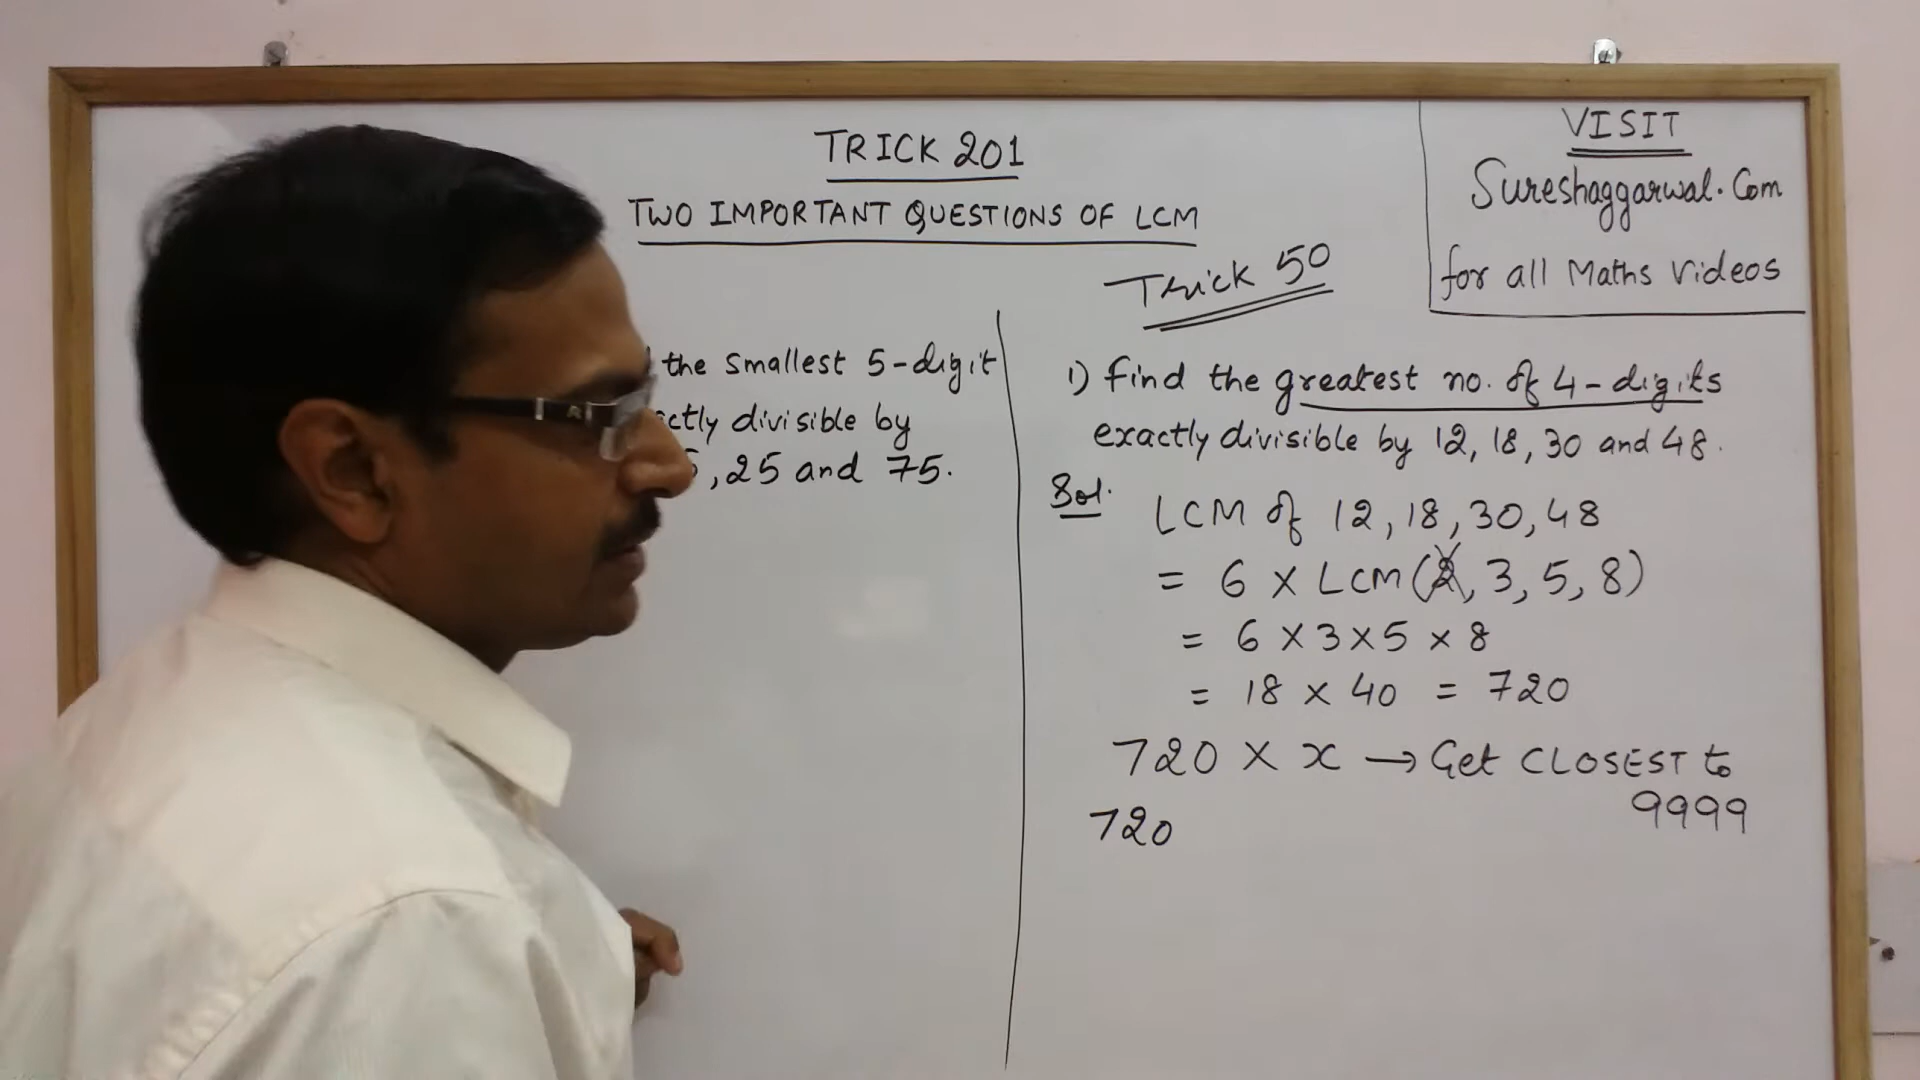 TRICK 201
TWO IMPORTANT QUESTIONS OF LCM
VISIT
Sureshaggarwal.Com
for all Maths Videos
Trick 50
the smallest 5-digit
ctly divisible by
, 25 and 75.
1) Find the greatest no. of 4-digits
exactly divisible by 12, 18, 30 and 48.
Sol.
LCM of 12, 18, 30, 48
= 6 × LCM (2, 3, 5, 8)
= 6 × 3 × 5 × 8
= 18 × 40 = 720
720 × x → Get CLOSEST to
9999
720